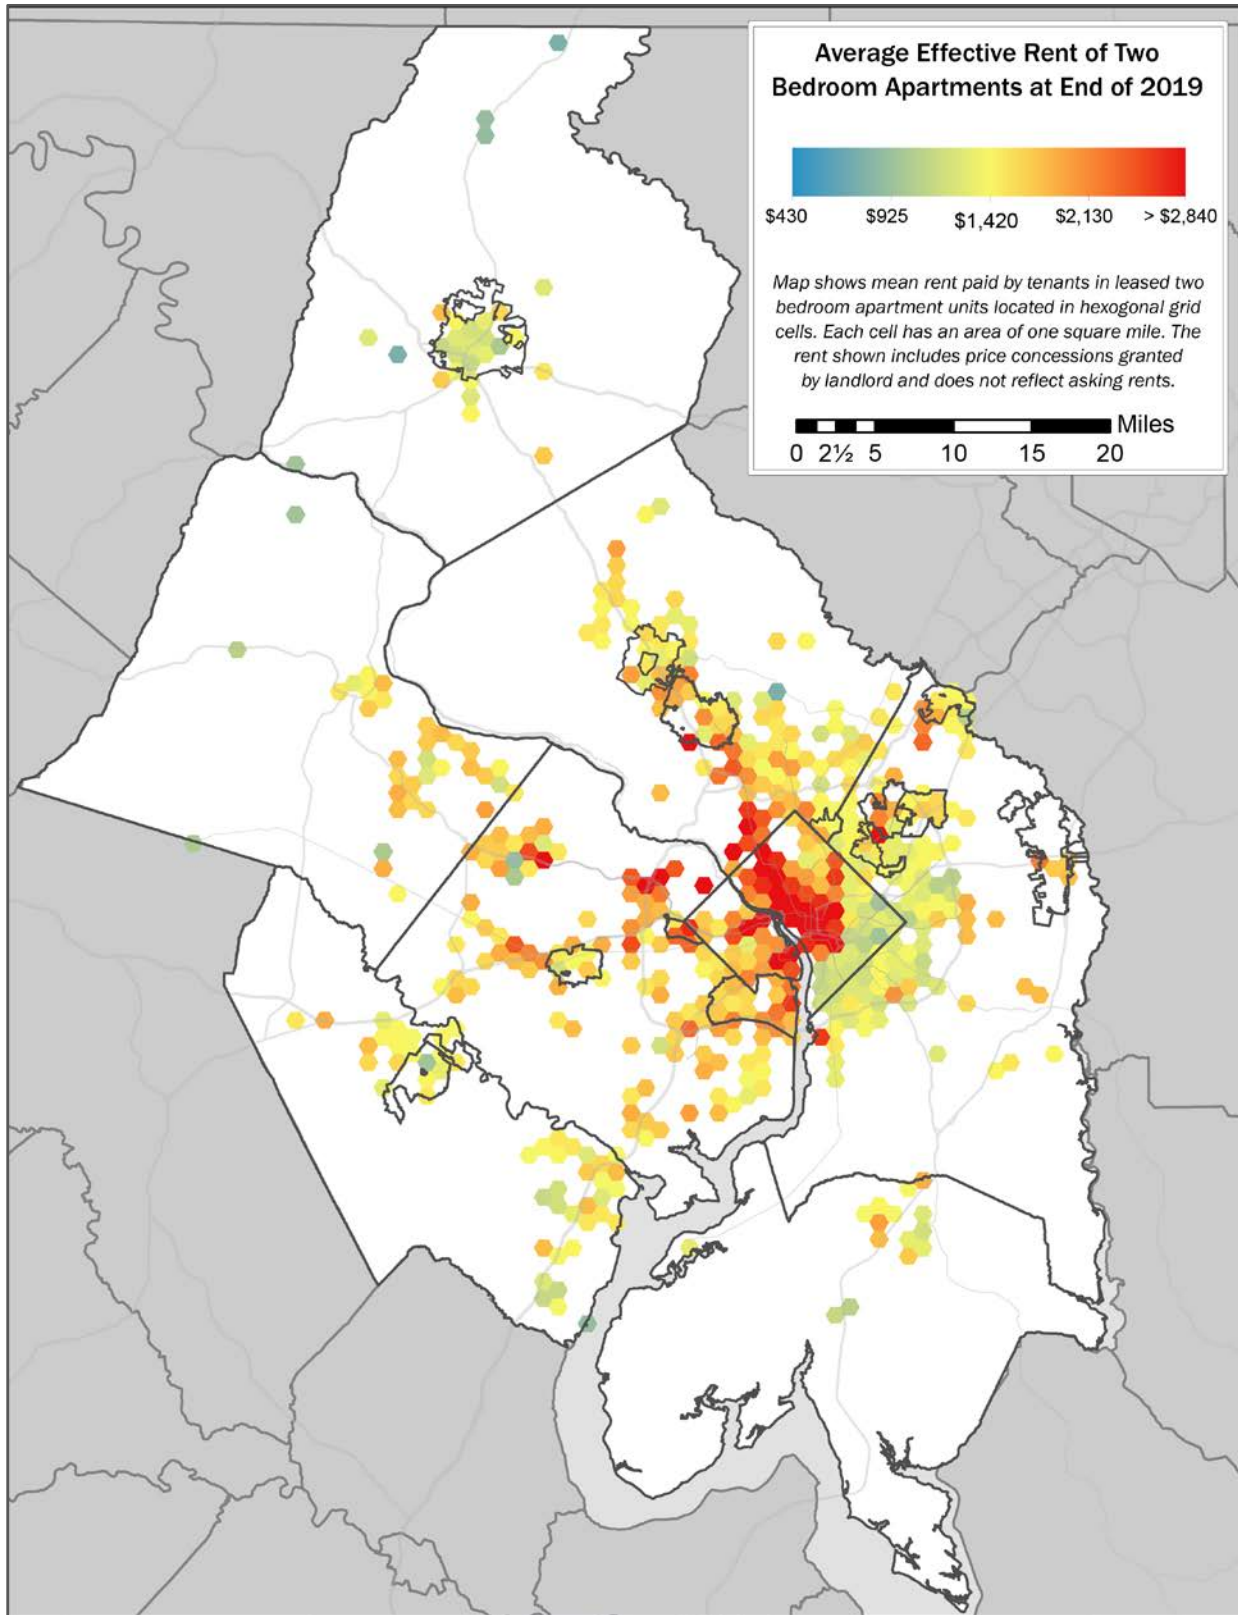 Average Effective Rent of Two
Bedroom Apartments at End of 2019
$430 $925 $1,420 $2,130 > $2,840
Map shows mean rent paid by tenants in leased two
bedroom apartment units located in hexogonal grid
cells. Each cell has an area of one square mile. The
rent shown includes price concessions granted
by landlord and does not reflect asking rents.
Miles
0 2½ 5 10 15 20